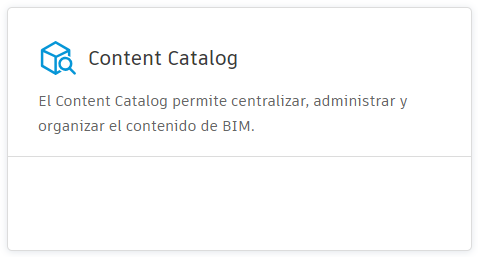 Content Catalog
El Content Catalog permite centralizar, administrar y
organizar el contenido de BIM.